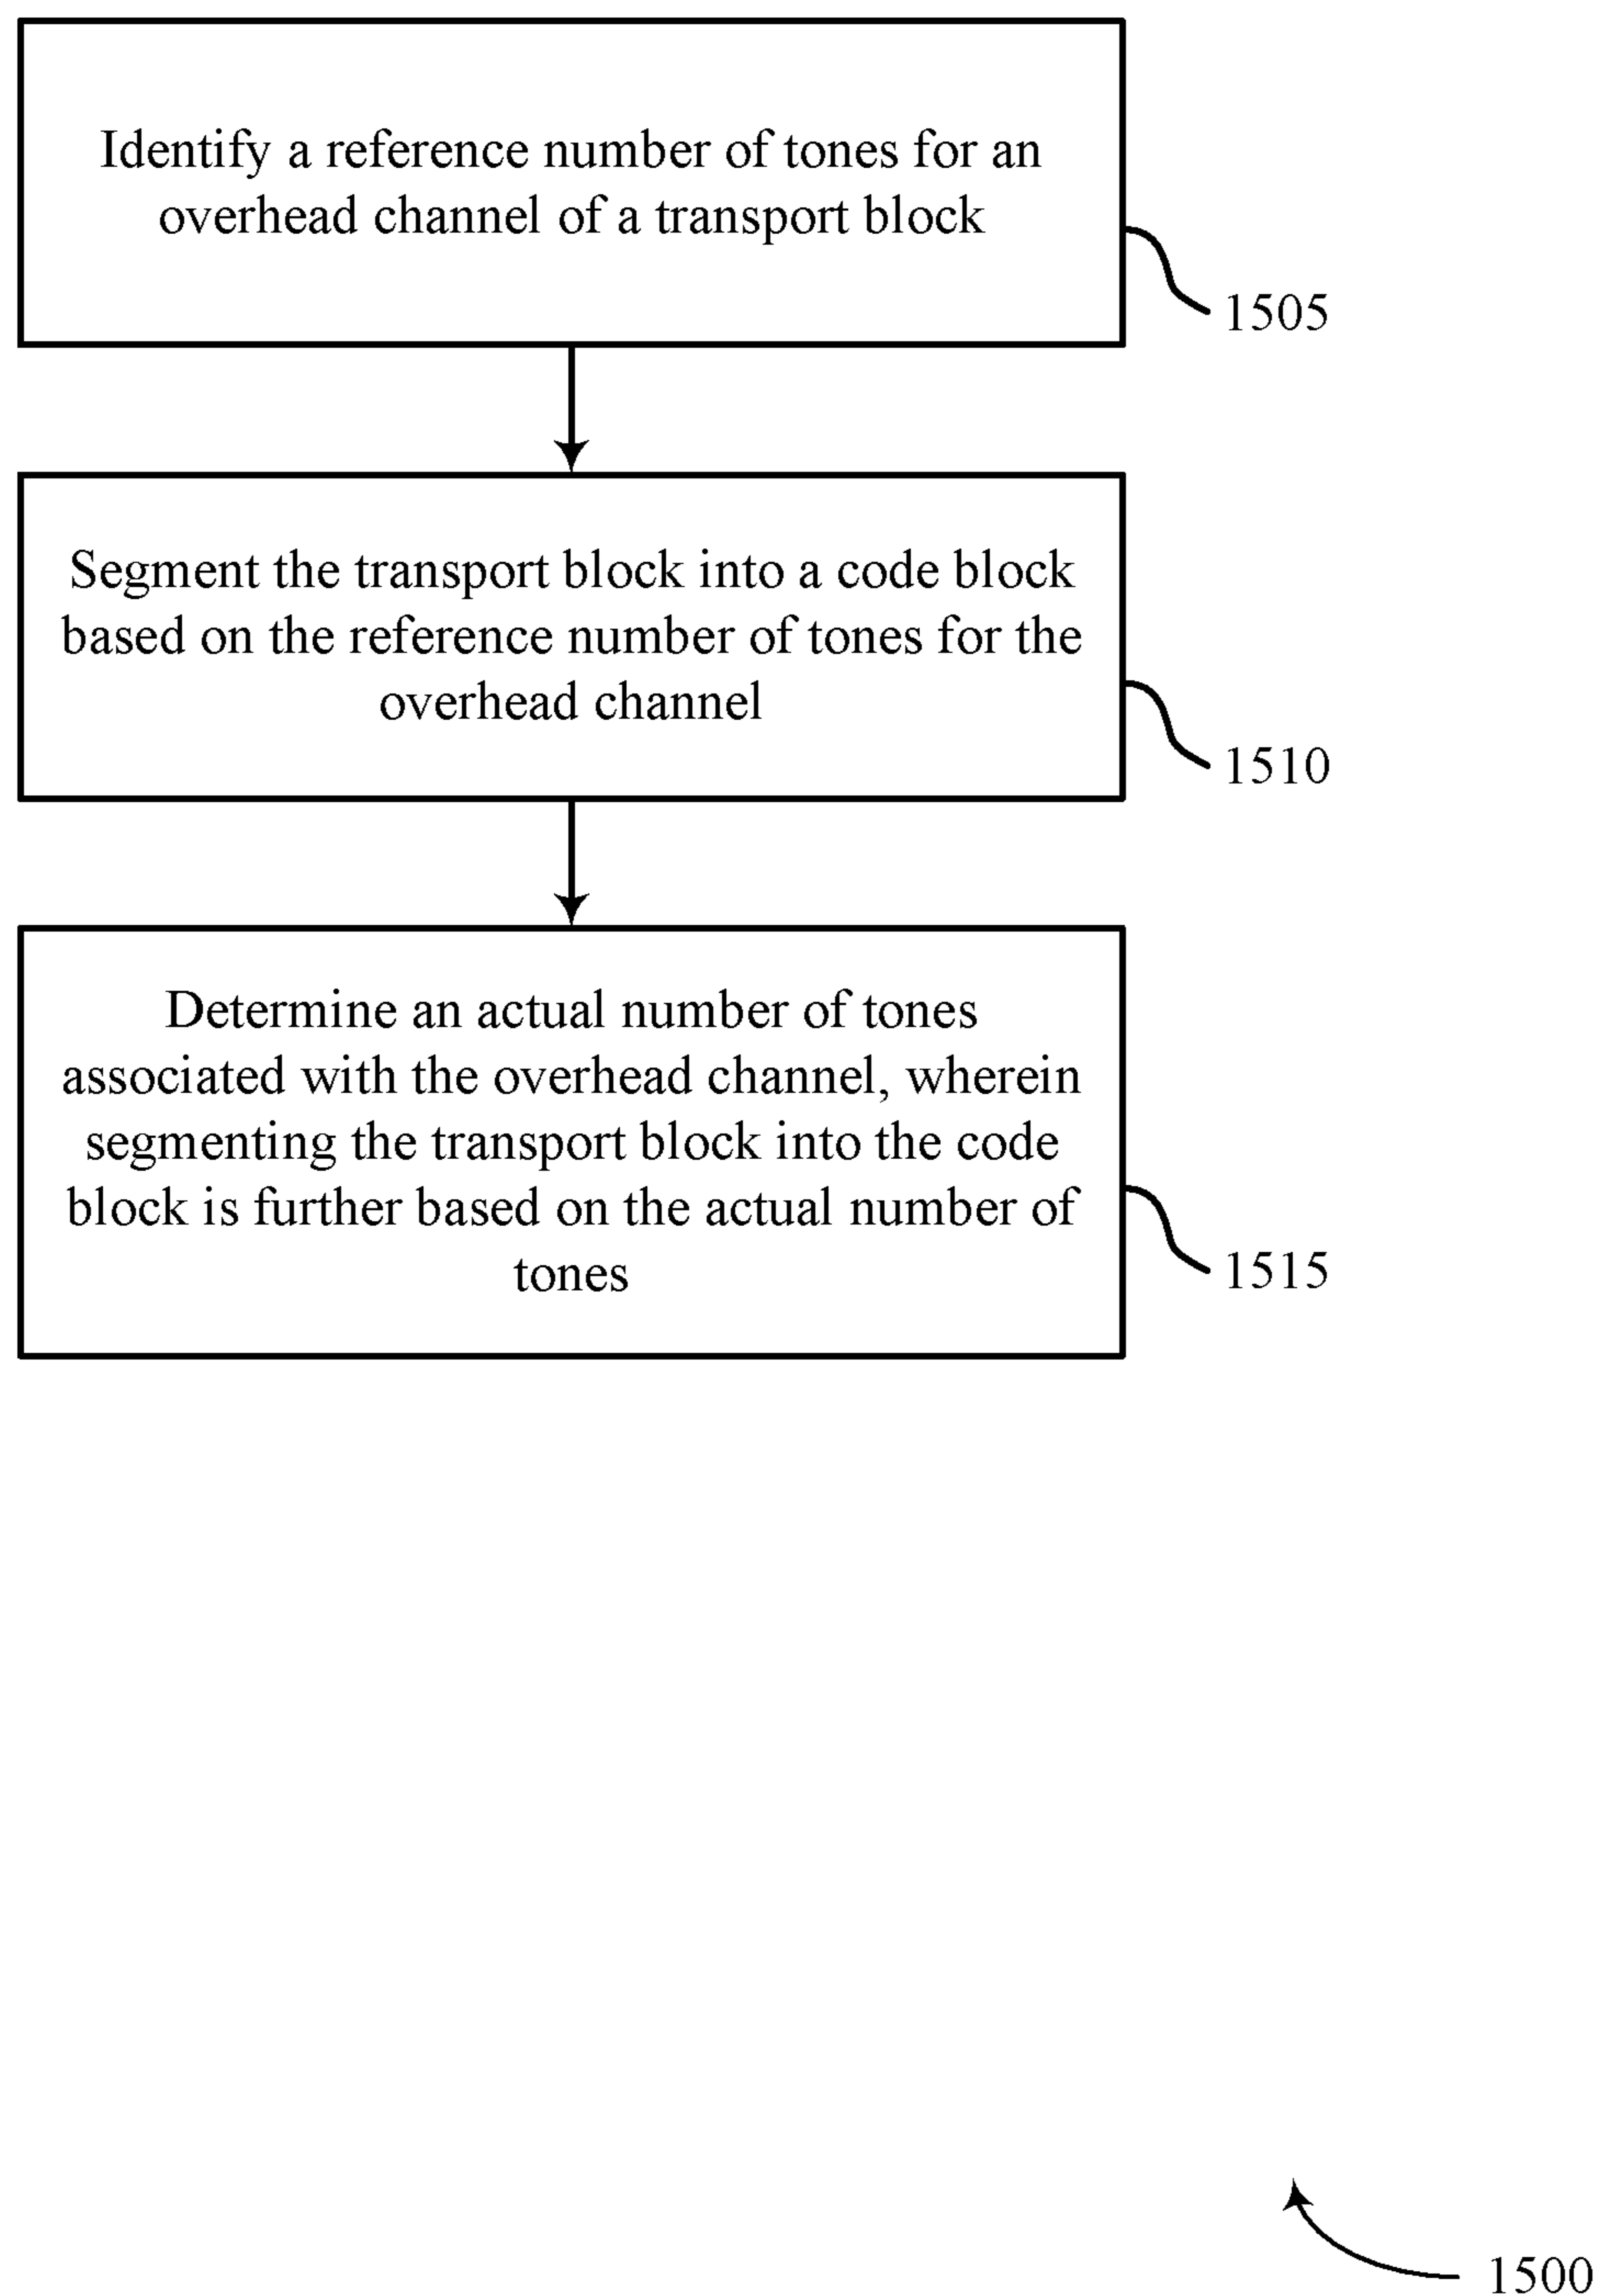 Identify a reference number of tones for an
overhead channel of a transport block
1505
Segment the transport block into a code block
based on the reference number of tones for the
overhead channel
1510
Determine an actual number of tones
associated with the overhead channel, wherein
segmenting the transport block into the code
block is further based on the actual number of
tones
1515
1500